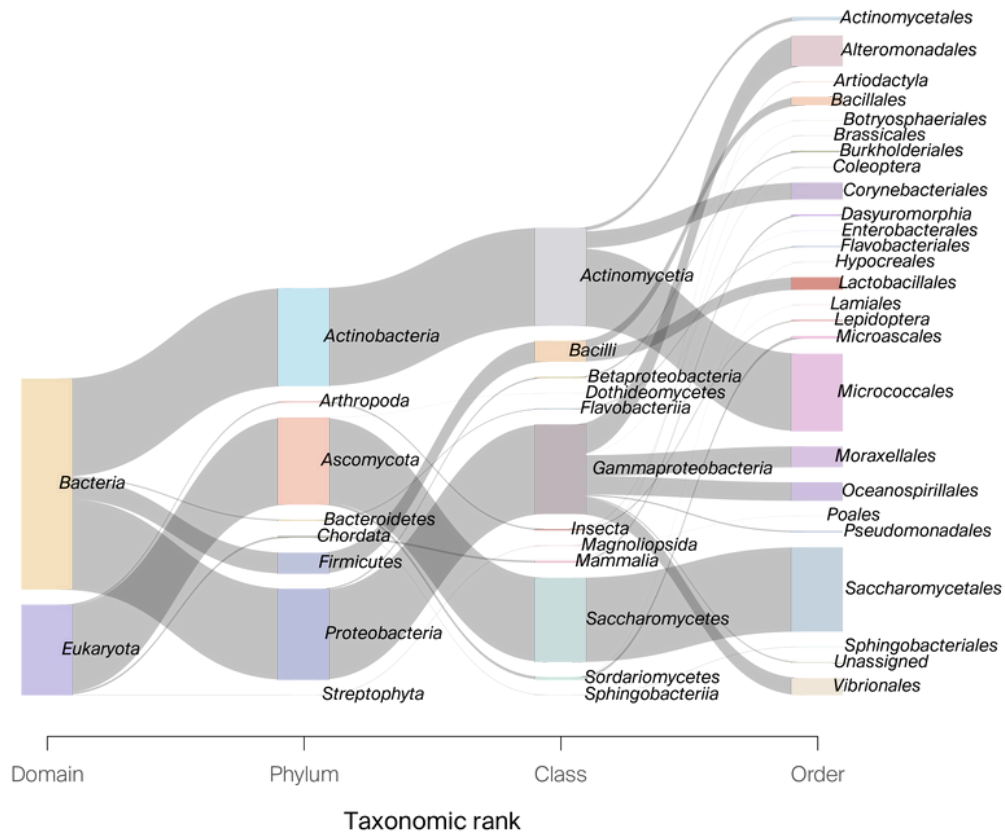 Bacteria
Eukaryota
Actinobacteria
Arthropoda
Ascomycota
Bacteroidetes
Chordata
Firmicutes
Proteobacteria
Streptophyta
Actinomycetia
Bacilli
Betaproteobacteria
Dothideomycetes
Flavobacteriia
Gammaproteobacteria
Insecta
Magnoliopsida
Mammalia
Saccharomycetes
Sordariomycetes
Sphingobacteriia
Actinomycetales
Alteromonadales
Artiodactyla
Bacillales
Botryosphaeriales
Brassicales
Burkholderiales
Coleoptera
Corynebacteriales
Dasyuromorphia
Enterobacterales
Flavobacteriales
Hypocreales
Lactobacillales
Lamiales
Lepidoptera
Microascales
Micrococcales
Moraxellales
Oceanospirillales
Poales
Pseudomonadales
Saccharomycetales
Sphingobacteriales
Unassigned
Vibrionales
Domain
Phylum
Class
Order
Taxonomic rank